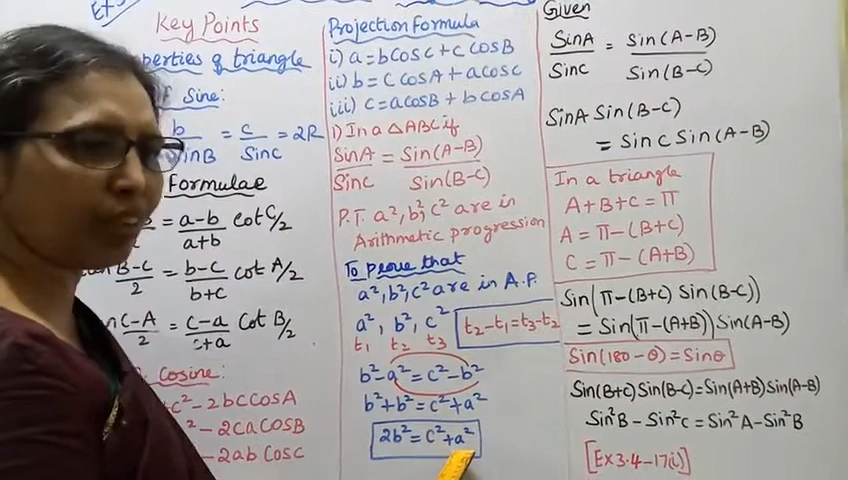 Key Points
perties of triangle
of Sine:
b/sinB = c/Sinc = 2R
Formulae
= a-b/a+b cot C/2
B-c/2 = b-c/b+c cot A/2
C-A/2 = c-a/c+a Cot B/2
Cosine:
+c² - 2bc CosA
² - 2ca CosB
- 2ab Cosc
Projection Formula
i) a = b Cosc + c cosB
ii) b = c cosA + a cosc
iii) c = a cosB + b cosA
1) In a △ABC if
SinA/Sinc = Sin(A-B)/Sin(B-c)
P.T. a², b², c² are in
Arithmetic progression
To prove that
a², b², c² are in A.P.
a², b², c²
t₁ t₂ t₃
t₂-t₁ = t₃-t₂
b²-a² = c²-b²
b²+b² = c²+a²
2b² = c²+a²
Given
SinA/Sinc = Sin(A-B)/Sin(B-c)
SinA Sin(B-c)
= Sinc Sin(A-B)
In a triangle
A+B+C = π
A = π-(B+c)
C = π-(A+B)
Sin(π-(B+c) Sin(B-c))
= Sin(π-(A+B)) Sin(A-B)
Sin(180-θ) = Sinθ
Sin(B+c) Sin(B-c) = Sin(A+B) Sin(A-B)
Sin²B - Sin²c = Sin²A - Sin²B
[Ex 3.4-17(i)]